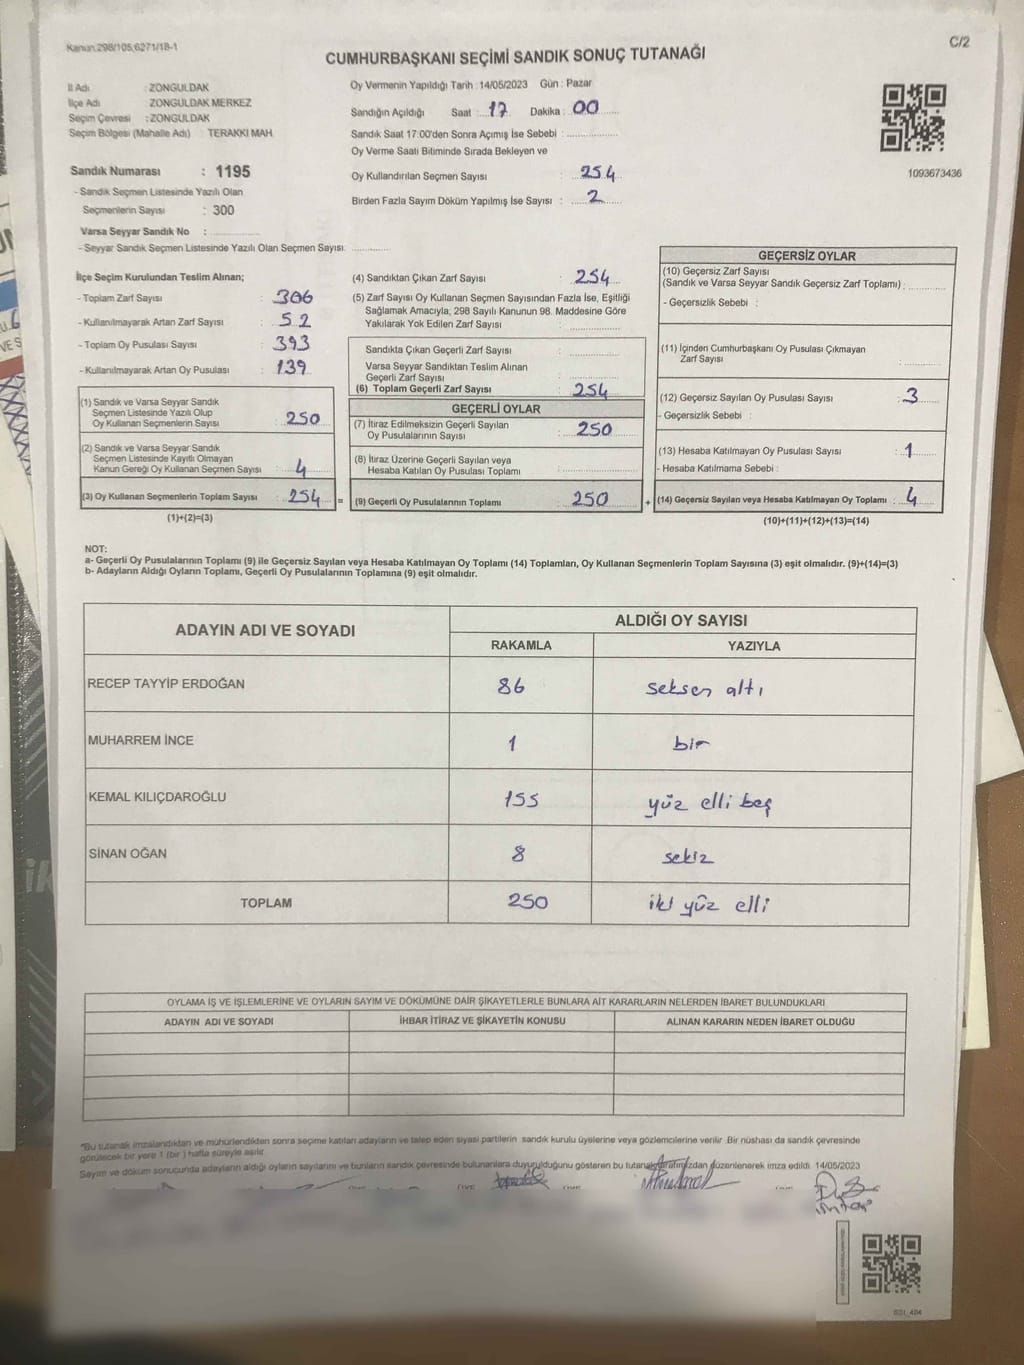 Kanun.298/105,6271/18-1
C/2
CUMHURBAŞKANI SEÇİMİ SANDIK SONUÇ TUTANAĞI
İl Adı : ZONGULDAK
İlçe Adı : ZONGULDAK MERKEZ
Seçim Çevresi : ZONGULDAK
Seçim Bölgesi (Mahalle Adı) : TERAKKİ MAH.
Sandık Numarası : 1195
- Sandık Seçmen Listesinde Yazılı Olan
Seçmenlerin Sayısı : 300
Varsa Seyyar Sandık No :
- Seyyar Sandık Seçmen Listesinde Yazılı Olan Seçmen Sayısı:
Oy Vermenin Yapıldığı Tarih :14/05/2023 Gün : Pazar
Sandığın Açıldığı Saat : 17 Dakika : 00
Sandık Saat 17:00'den Sonra Açımış İse Sebebi :
Oy Verme Saati Bitiminde Sırada Bekleyen ve
Oy Kullandırılan Seçmen Sayısı : 254
Birden Fazla Sayım Döküm Yapılmış İse Sayısı : 2
1093673436
İlçe Seçim Kurulundan Teslim Alınan;
- Toplam Zarf Sayısı : 306
- Kullanılmayarak Artan Zarf Sayısı : 52
- Toplam Oy Pusulası Sayısı : 393
- Kullanılmayarak Artan Oy Pusulası : 139
(1) Sandık ve Varsa Seyyar Sandık
Seçmen Listesinde Yazılı Olup
Oy Kullanan Seçmenlerin Sayısı : 250
(2) Sandık ve Varsa Seyyar Sandık
Seçmen Listesinde Kayıtlı Olmayan
Kanun Gereği Oy Kullanan Seçmen Sayısı : 4
(3) Oy Kullanan Seçmenlerin Toplam Sayısı : 254 =
(1)+(2)=(3)
(4) Sandıktan Çıkan Zarf Sayısı : 254
(5) Zarf Sayısı Oy Kullanan Seçmen Sayısından Fazla İse, Eşitliği
Sağlamak Amacıyla, 298 Sayılı Kanunun 98. Maddesine Göre
Yakılarak Yok Edilen Zarf Sayısı :
Sandıkta Çıkan Geçerli Zarf Sayısı :
Varsa Seyyar Sandıktan Teslim Alınan
Geçerli Zarf Sayısı :
(6) Toplam Geçerli Zarf Sayısı : 254
GEÇERLİ OYLAR
(7) İtiraz Edilmeksizin Geçerli Sayılan
Oy Pusulalarının Sayısı : 250
(8) İtiraz Üzerine Geçerli Sayılan veya
Hesaba Katılan Oy Pusulası Toplamı :
(9) Geçerli Oy Pusulalarının Toplamı : 250 +
GEÇERSİZ OYLAR
(10) Geçersiz Zarf Sayısı
(Sandık ve Varsa Seyyar Sandık Geçersiz Zarf Toplamı) :
- Geçersizlik Sebebi :
(11) İçinden Cumhurbaşkanı Oy Pusulası Çıkmayan
Zarf Sayısı :
(12) Geçersiz Sayılan Oy Pusulası Sayısı : 3
- Geçersizlik Sebebi :
(13) Hesaba Katılmayan Oy Pusulası Sayısı : 1
- Hesaba Katılmama Sebebi :
(14) Geçersiz Sayılan veya Hesaba Katılmayan Oy Toplamı : 4
(10)+(11)+(12)+(13)=(14)
NOT:
a- Geçerli Oy Pusulalarının Toplamı (9) ile Geçersiz Sayılan veya Hesaba Katılmayan Oy Toplamı (14) Toplamları, Oy Kullanan Seçmenlerin Toplam Sayısına (3) eşit olmalıdır. (9)+(14)=(3)
b- Adayların Aldığı Oyların Toplamı, Geçerli Oy Pusulalarının Toplamına (9) eşit olmalıdır.
ADAYIN ADI VE SOYADI
ALDIĞI OY SAYISI
RAKAMLA YAZIYLA
RECEP TAYYİP ERDOĞAN 86 seksen altı
MUHARREM İNCE 1 bir
KEMAL KILIÇDAROĞLU 155 yüz elli beş
SİNAN OĞAN 8 sekiz
TOPLAM 250 iki yüz elli
OYLAMA İŞ VE İŞLEMLERİNE VE OYLARIN SAYIM VE DÖKÜMÜNE DAİR ŞİKAYETLERLE BUNLARA AİT KARARLARIN NELERDEN İBARET BULUNDUKLARI
ADAYIN ADI VE SOYADI İHBAR İTİRAZ VE ŞİKAYETİN KONUSU ALINAN KARARIN NEDEN İBARET OLDUĞU
*Bu tutanak imzalandıktan ve mühürlendikten sonra seçime katılan adayların ve talep eden siyasi partilerin sandık kurulu üyelerine veya gözlemcilerine verilir. Bir nüshası da sandık çevresinde
görülecek bir yere 1 (bir) hafta süreyle asılır.
Sayım ve döküm sonucunda adayların aldığı oyların sayılarını ve bunların sandık çevresinde bulunanlara duyurulduğunu gösteren bu tutanak tarafımızdan düzenlenerek imza edildi. 14/05/2023